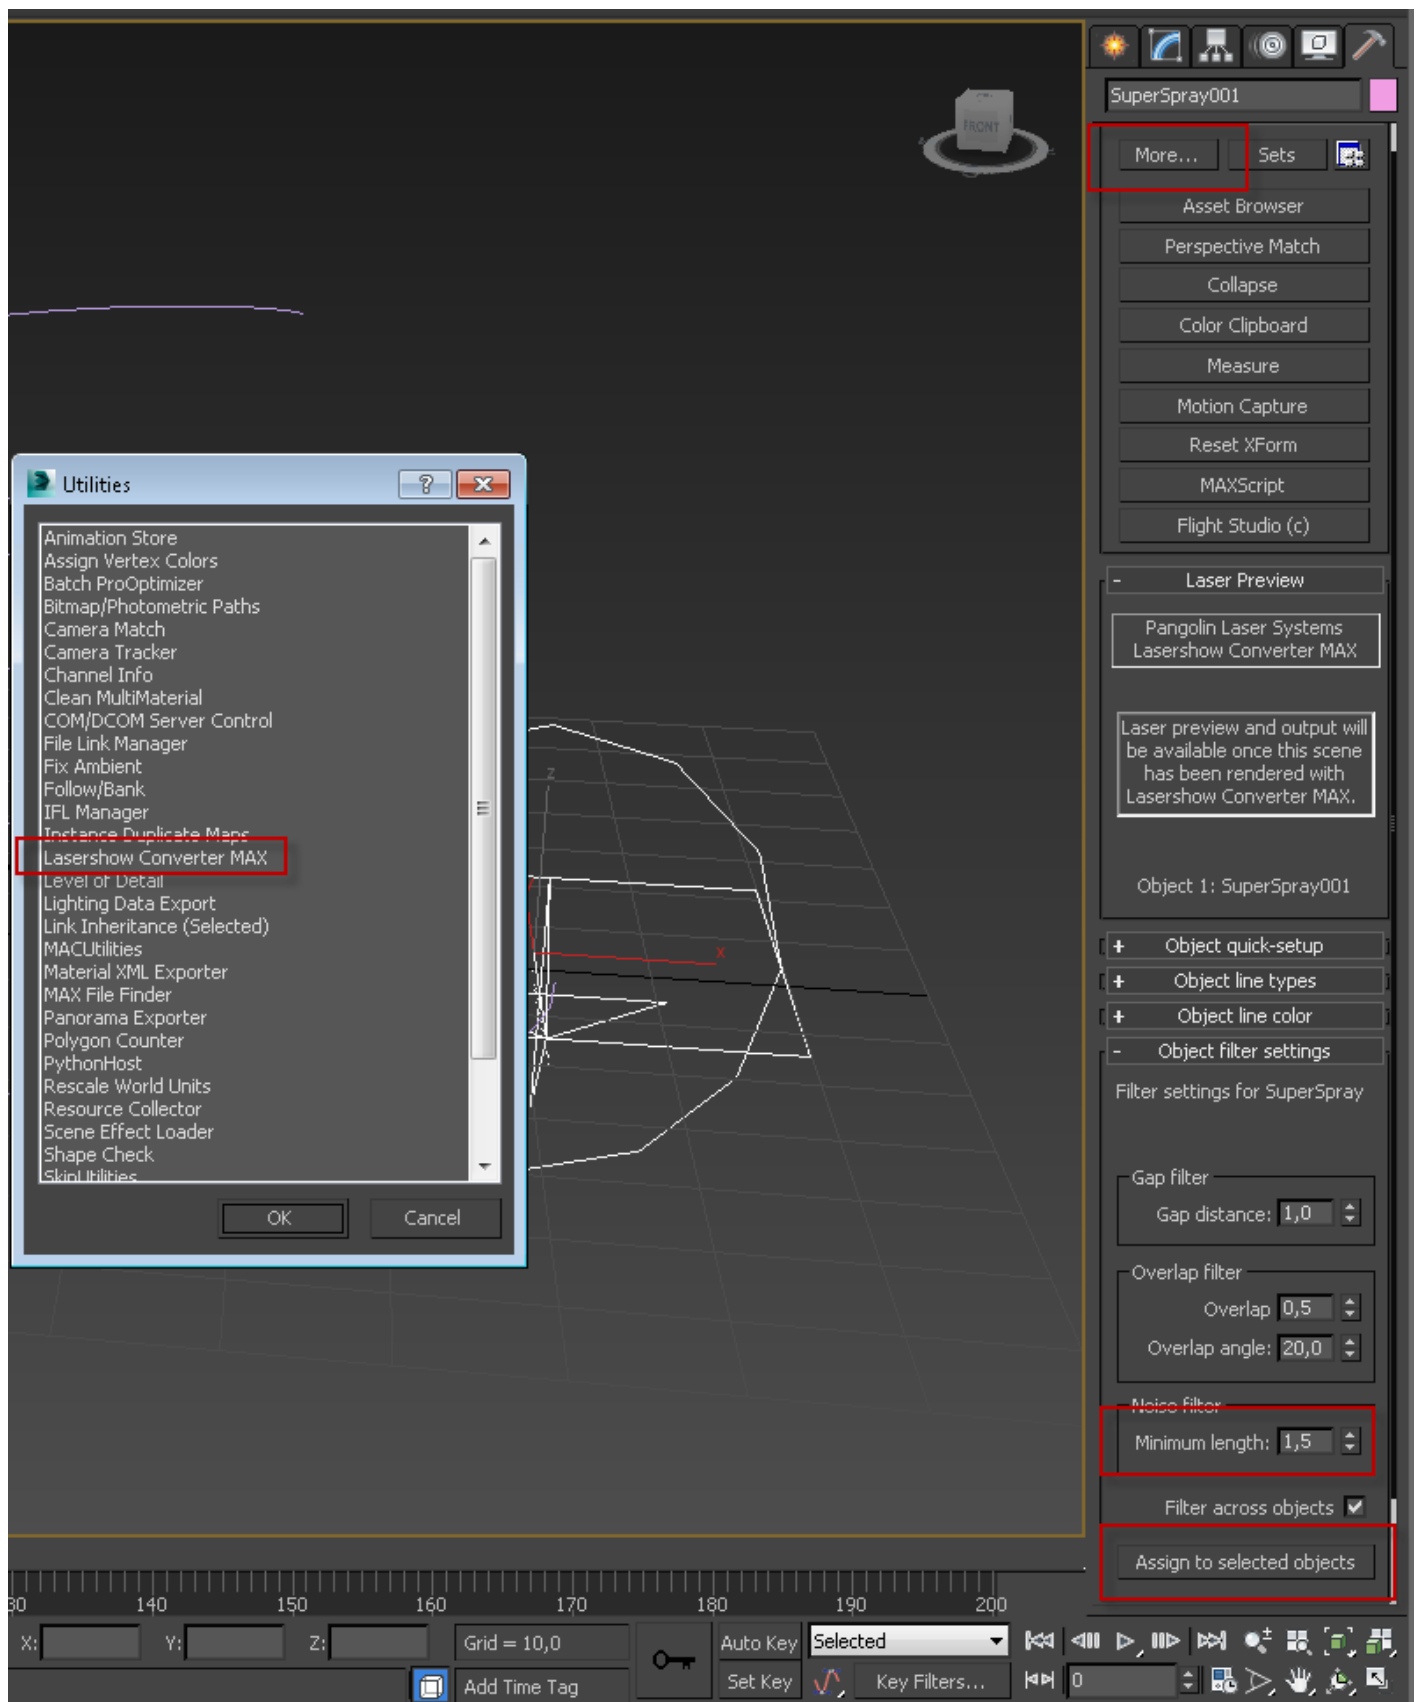 SuperSpray001
More...
Sets
Asset Browser
Perspective Match
Collapse
Color Clipboard
Measure
Motion Capture
Reset XForm
MAXScript
Flight Studio (c)
- Laser Preview
Pangolin Laser Systems
Lasershow Converter MAX
Laser preview and output will
be available once this scene
has been rendered with
Lasershow Converter MAX.
Object 1: SuperSpray001
+ Object quick-setup
+ Object line types
+ Object line color
- Object filter settings
Filter settings for SuperSpray
Gap filter
Gap distance: 1,0
Overlap filter
Overlap 0,5
Overlap angle: 20,0
Noise filter
Minimum length: 1,5
Filter across objects
Assign to selected objects
FRONT
Utilities
?
Animation Store
Assign Vertex Colors
Batch ProOptimizer
Bitmap/Photometric Paths
Camera Match
Camera Tracker
Channel Info
Clean MultiMaterial
COM/DCOM Server Control
File Link Manager
Fix Ambient
Follow/Bank
IFL Manager
Instance Duplicate Maps
Lasershow Converter MAX
Level of Detail
Lighting Data Export
Link Inheritance (Selected)
MACUtilities
Material XML Exporter
MAX File Finder
Panorama Exporter
Polygon Counter
PythonHost
Rescale World Units
Resource Collector
Scene Effect Loader
Shape Check
SkinUtilities
OK
Cancel
z
x
30 140 150 160 170 180 190 200
X: Y: Z: Grid = 10,0 Auto Key Selected
Add Time Tag Set Key Key Filters... 0